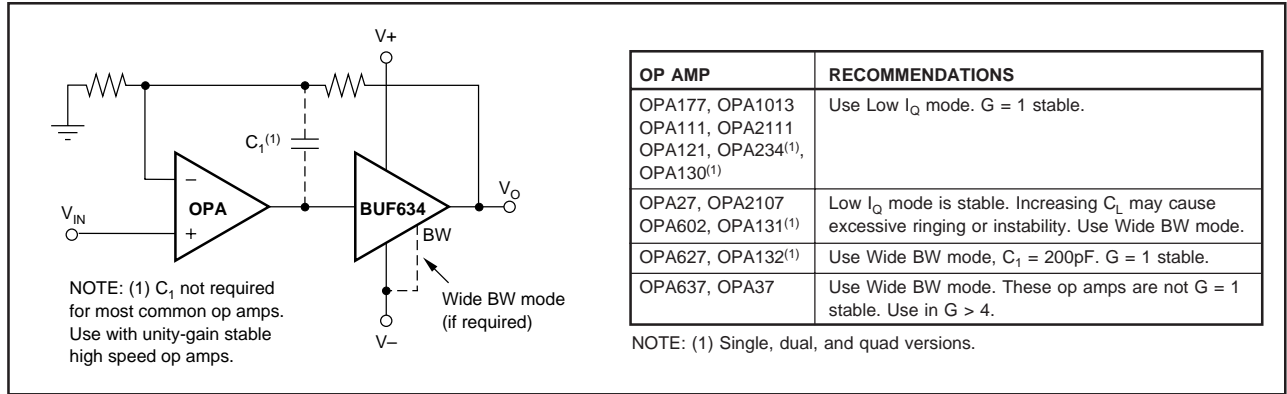 V+
C₁⁽¹⁾
–
OPA
+
V_IN
BUF634
V_O
BW
Wide BW mode
(if required)
V–
NOTE: (1) C₁ not required
for most common op amps.
Use with unity-gain stable
high speed op amps.
OP AMP RECOMMENDATIONS
OPA177, OPA1013 Use Low I_Q mode. G = 1 stable.
OPA111, OPA2111
OPA121, OPA234⁽¹⁾,
OPA130⁽¹⁾
OPA27, OPA2107 Low I_Q mode is stable. Increasing C_L may cause
OPA602, OPA131⁽¹⁾ excessive ringing or instability. Use Wide BW mode.
OPA627, OPA132⁽¹⁾ Use Wide BW mode, C₁ = 200pF. G = 1 stable.
OPA637, OPA37 Use Wide BW mode. These op amps are not G = 1
stable. Use in G > 4.
NOTE: (1) Single, dual, and quad versions.